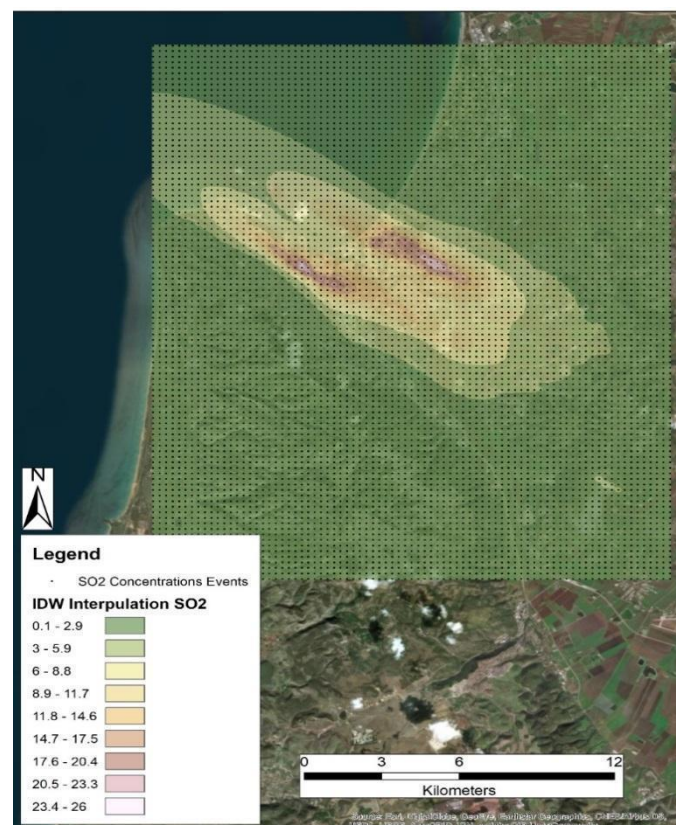 N
Legend
SO2 Concentrations Events
IDW Interpulation SO2
0.1 - 2.9
3 - 5.9
6 - 8.8
8.9 - 11.7
11.8 - 14.6
14.7 - 17.5
17.6 - 20.4
20.5 - 23.3
23.4 - 26
0 3 6 12
Kilometers